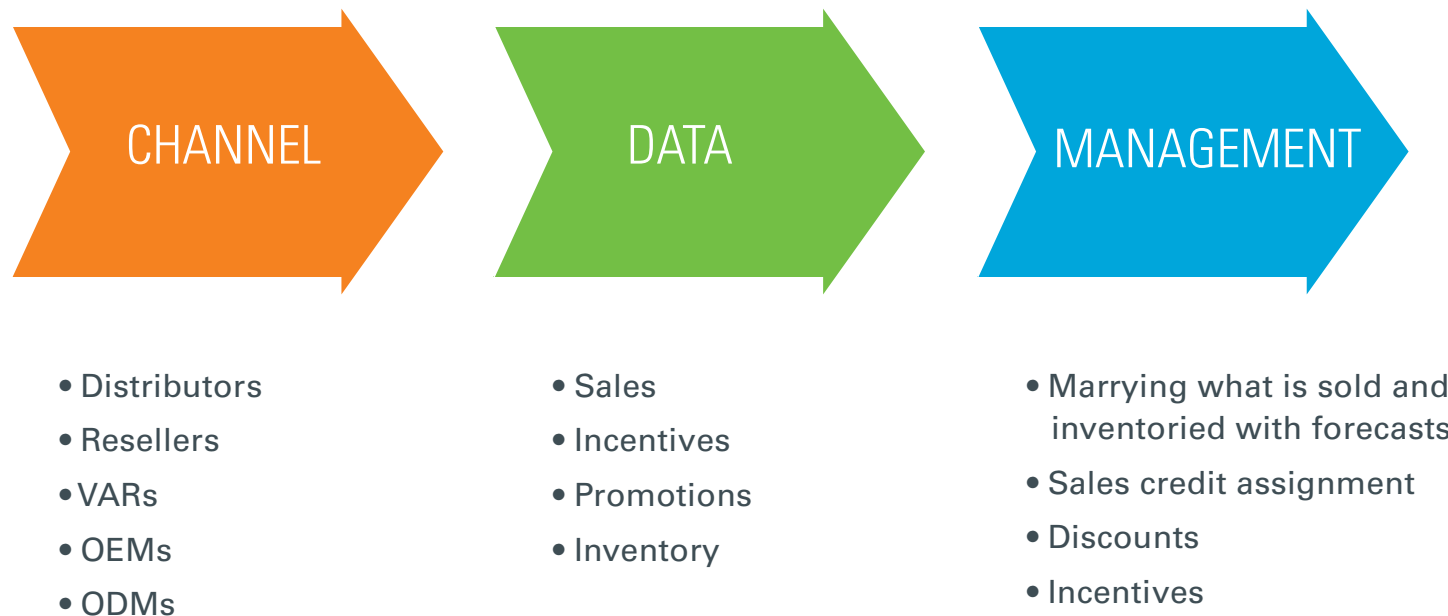 CHANNEL
DATA
MANAGEMENT
• Distributors
• Resellers
• VARs
• OEMs
• ODMs
• Sales
• Incentives
• Promotions
• Inventory
• Marrying what is sold and
inventoried with forecasts
• Sales credit assignment
• Discounts
• Incentives